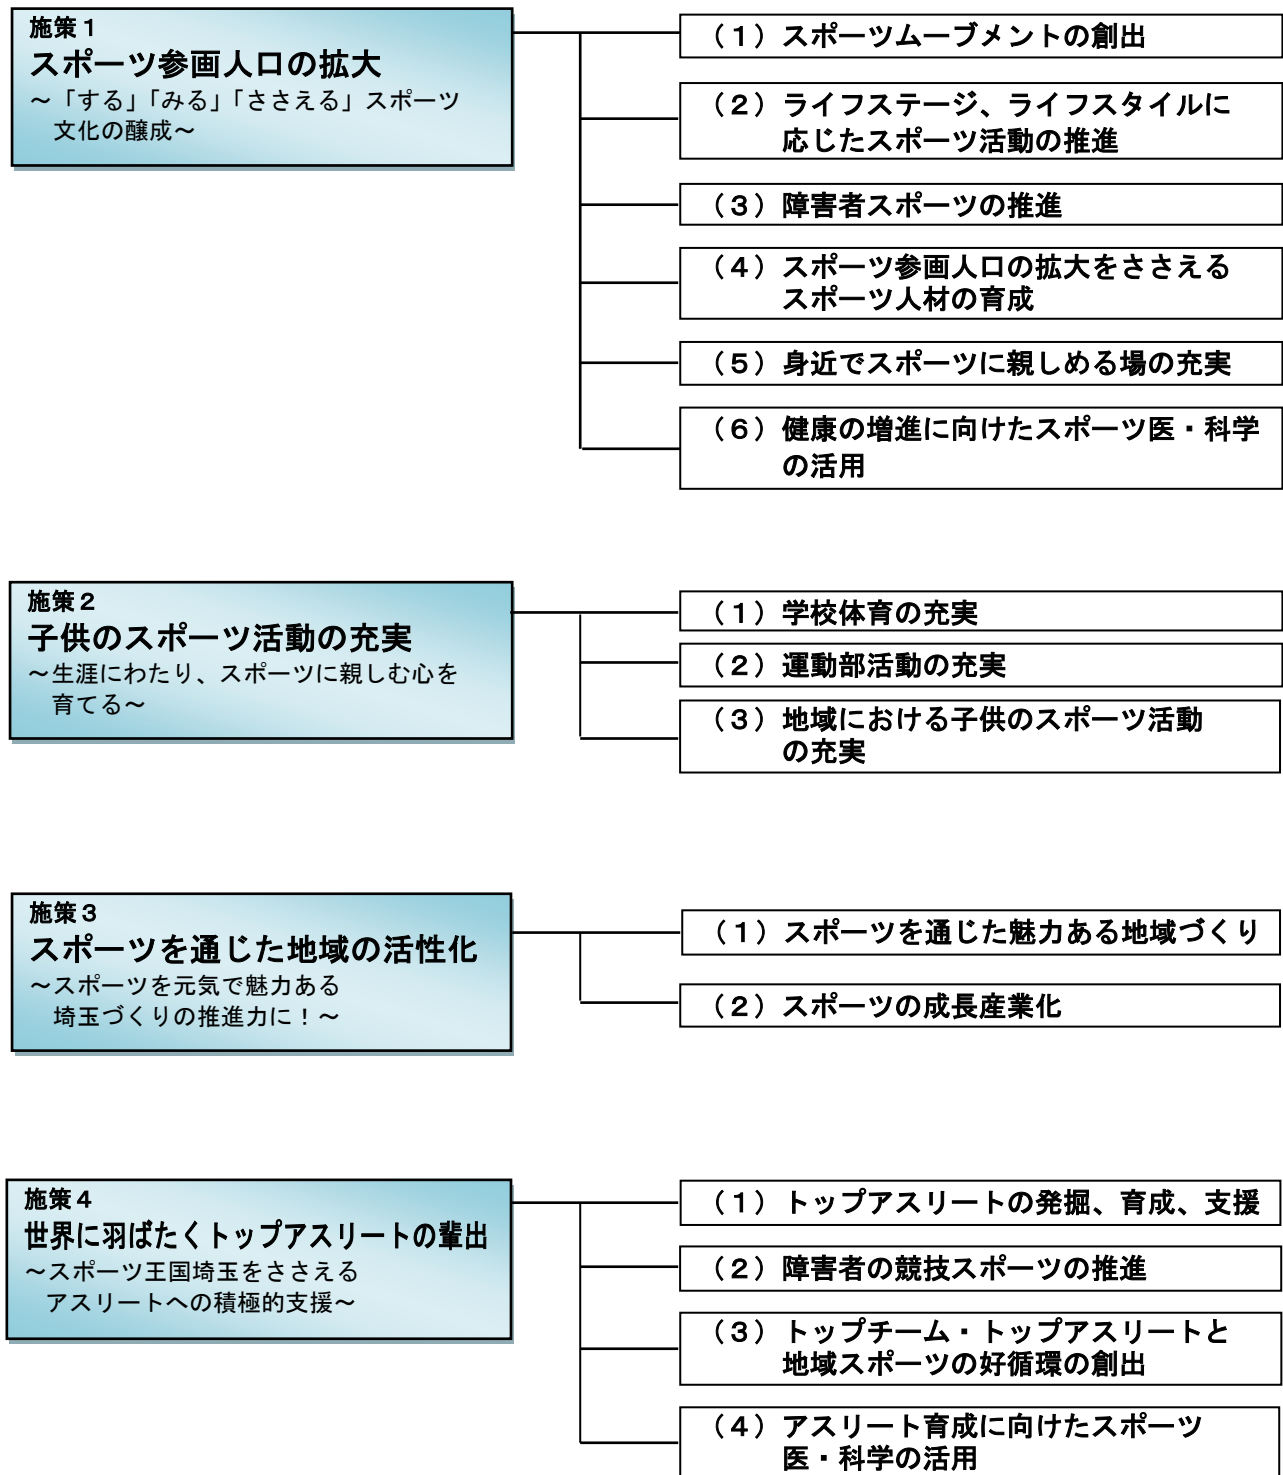 施策１
スポーツ参画人口の拡大
～「する」「みる」「ささえる」スポーツ
文化の醸成～
（１）スポーツムーブメントの創出
（２）ライフステージ、ライフスタイルに
応じたスポーツ活動の推進
（３）障害者スポーツの推進
（４）スポーツ参画人口の拡大をささえる
スポーツ人材の育成
（５）身近でスポーツに親しめる場の充実
（６）健康の増進に向けたスポーツ医・科学
の活用
施策２
子供のスポーツ活動の充実
～生涯にわたり、スポーツに親しむ心を
育てる～
（１）学校体育の充実
（２）運動部活動の充実
（３）地域における子供のスポーツ活動
の充実
施策３
スポーツを通じた地域の活性化
～スポーツを元気で魅力ある
埼玉づくりの推進力に！～
（１）スポーツを通じた魅力ある地域づくり
（２）スポーツの成長産業化
施策４
世界に羽ばたくトップアスリートの輩出
～スポーツ王国埼玉をささえる
アスリートへの積極的支援～
（１）トップアスリートの発掘、育成、支援
（２）障害者の競技スポーツの推進
（３）トップチーム・トップアスリートと
地域スポーツの好循環の創出
（４）アスリート育成に向けたスポーツ
医・科学の活用